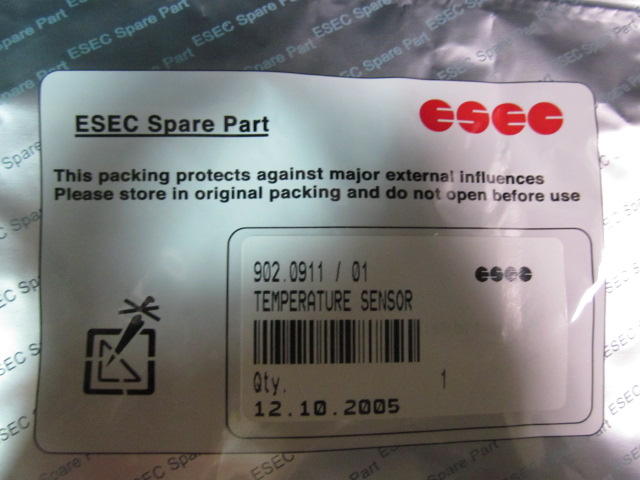 ESEC Spare Part
esec
This packing protects against major external influences
Please store in original packing and do not open before use
902.0911 / 01
esec
TEMPERATURE SENSOR
Qty. 1
12.10.2005